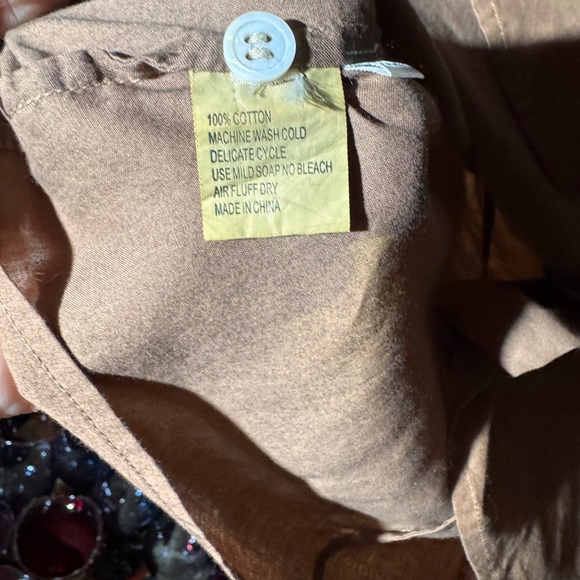 100% COTTON
MACHINE WASH COLD
DELICATE CYCLE
USE MILD SOAP NO BLEACH
AIR FLUFF DRY
MADE IN CHINA